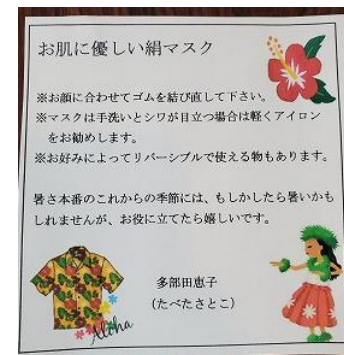 お肌に優しい絹マスク
※お顔に合わせてゴムを結び直して下さい。
※マスクは手洗いとシワが目立つ場合は軽くアイロン
をお勧めします。
※お好みによってリバーシブルで使える物もあります。
暑さ本番のこれからの季節には、もしかしたら暑いかも
しれませんが、お役に立てたら嬉しいです。
多部田恵子
（たべたさとこ）
Aloha